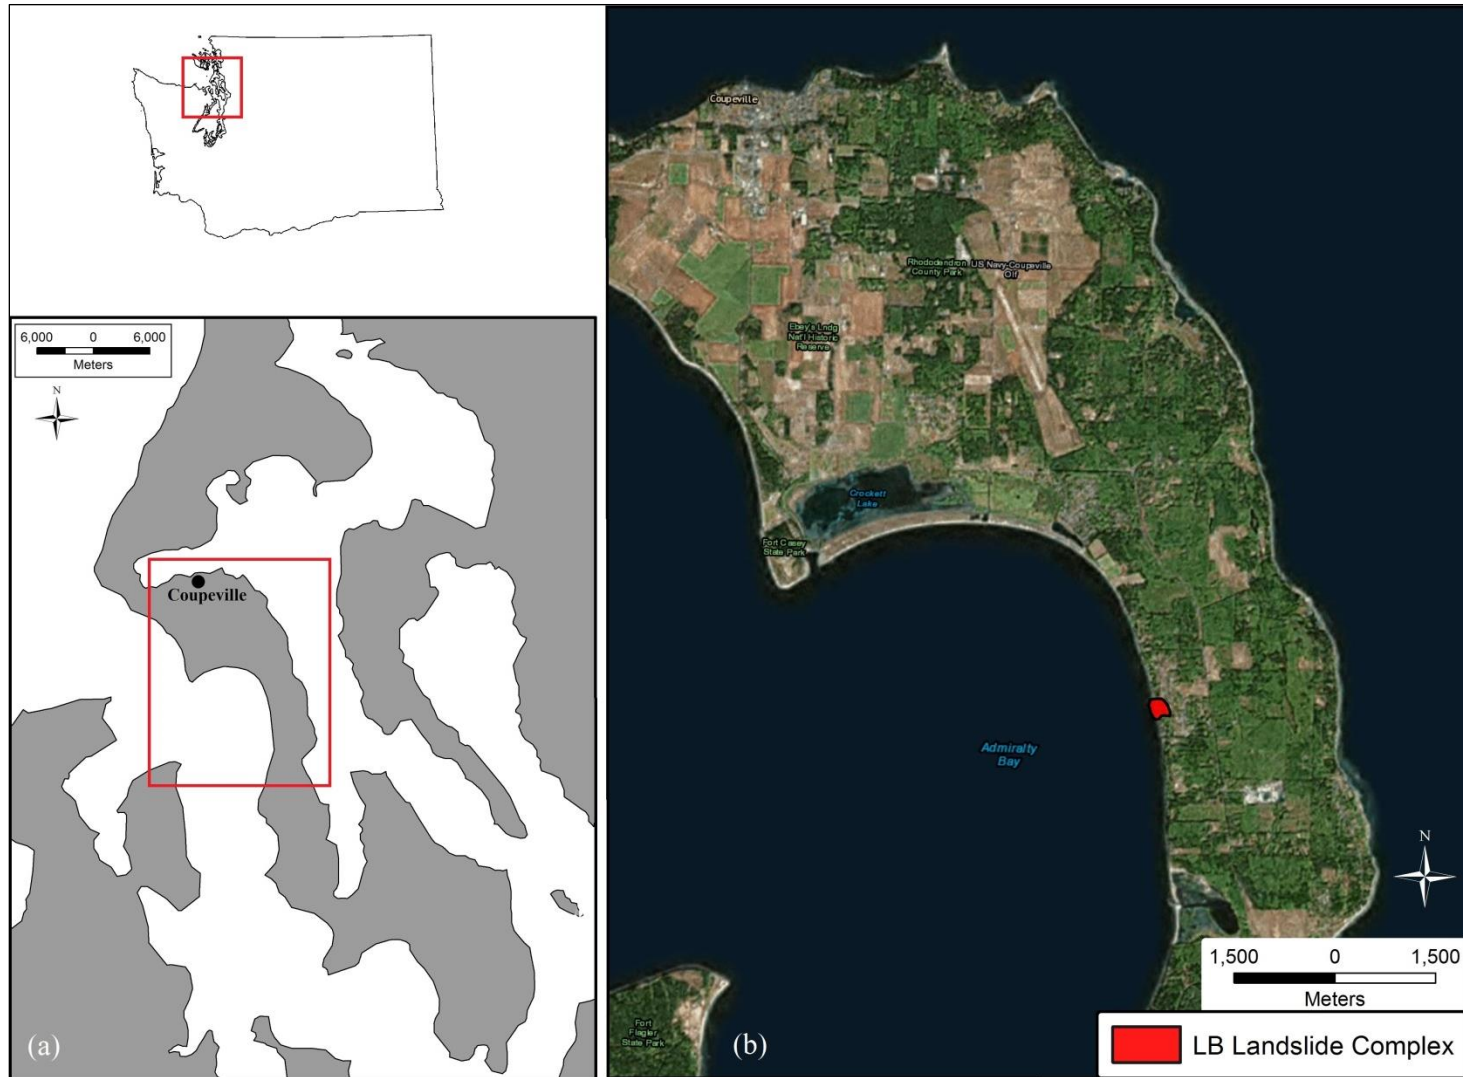 6,000 0 6,000
Meters
N
Coupeville
(a)
Coupeville
Rhododendron
County Park
US Navy-Coupeville
Olf
Ebey's Lndg
Nat'l Historic
Reserve
Crockett
Lake
Fort Casey
State Park
Admiralty
Bay
N
1,500 0 1,500
Meters
Fort
Flagler
State Park
(b)
LB Landslide Complex